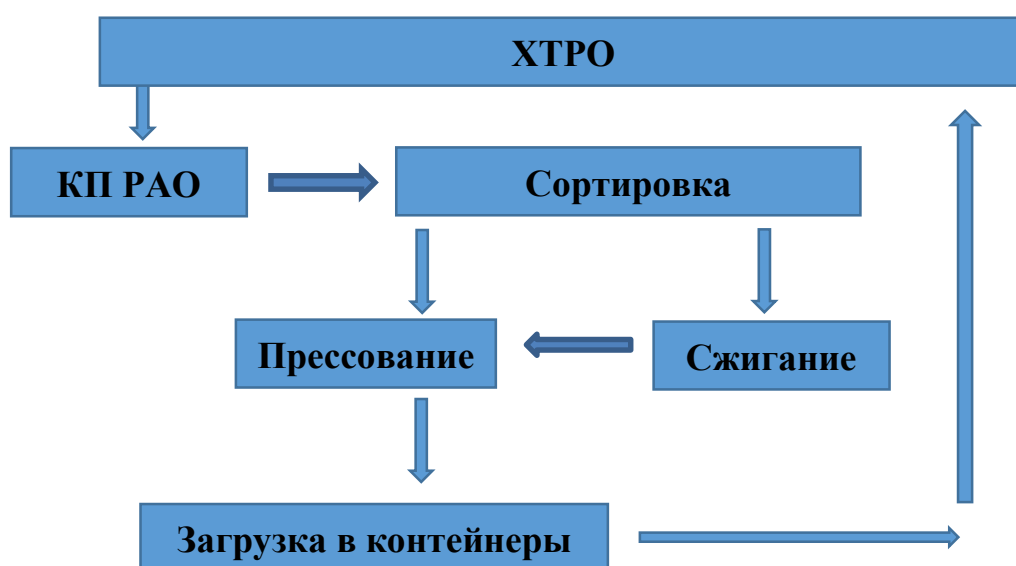 ХТРО
КП РАО
Сортировка
Прессование
Сжигание
Загрузка в контейнеры